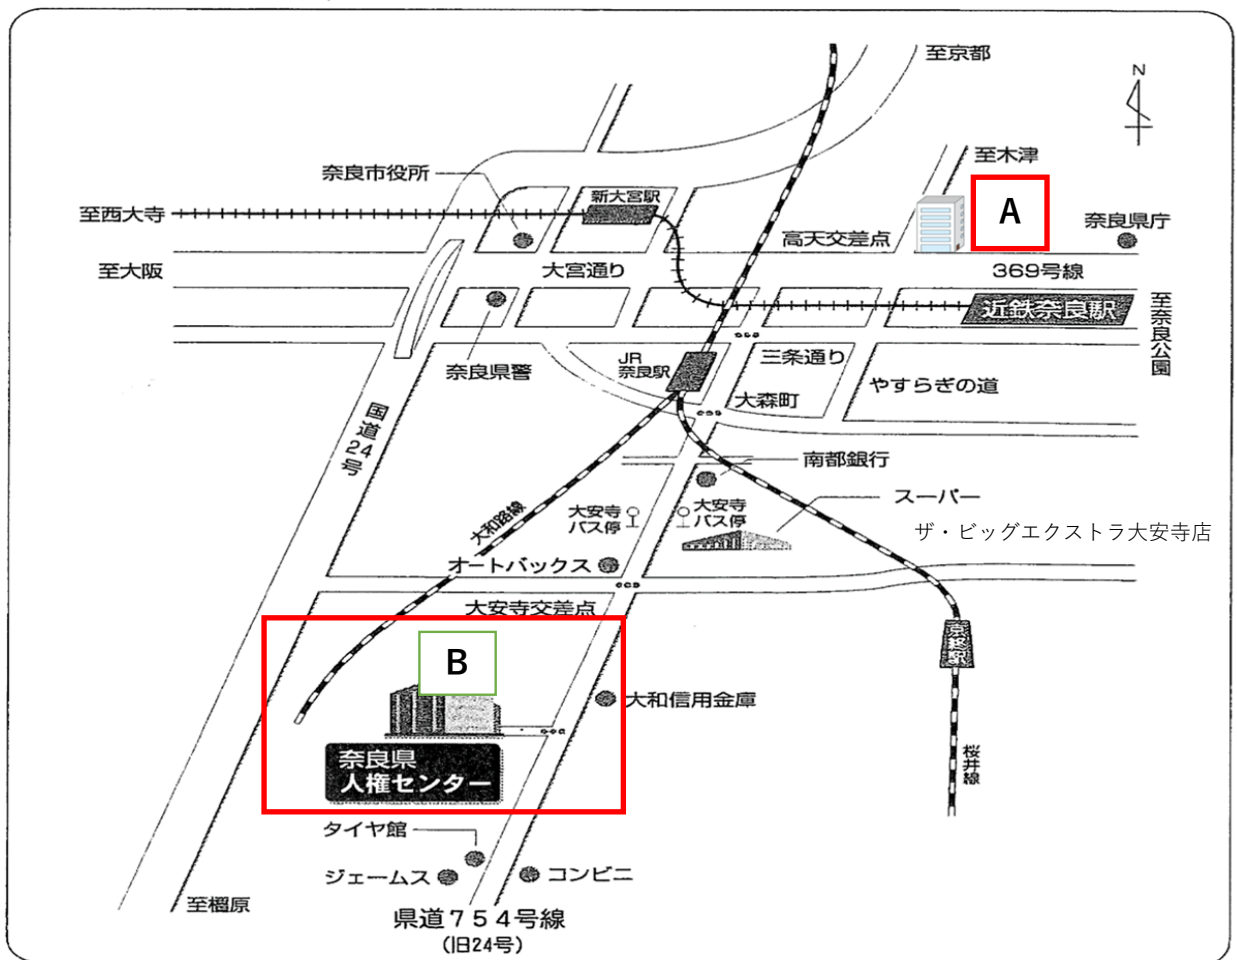 至京都
N
至木津
奈良市役所
新大宮駅
A
至西大寺
奈良県庁
高天交差点
至大阪
大宮通り
369号線
近鉄奈良駅
至奈良公園
奈良県警
JR
奈良駅
三条通り
大森町
やすらぎの道
国道24号
南都銀行
スーパー
大安寺
バス停
大安寺
バス停
ザ・ビッグエクストラ大安寺店
大和路線
オートバックス
大安寺交差点
B
京終駅
大和信用金庫
奈良県
人権センター
桜井線
タイヤ館
ジェームス
コンビニ
至橿原
県道754号線
(旧24号)